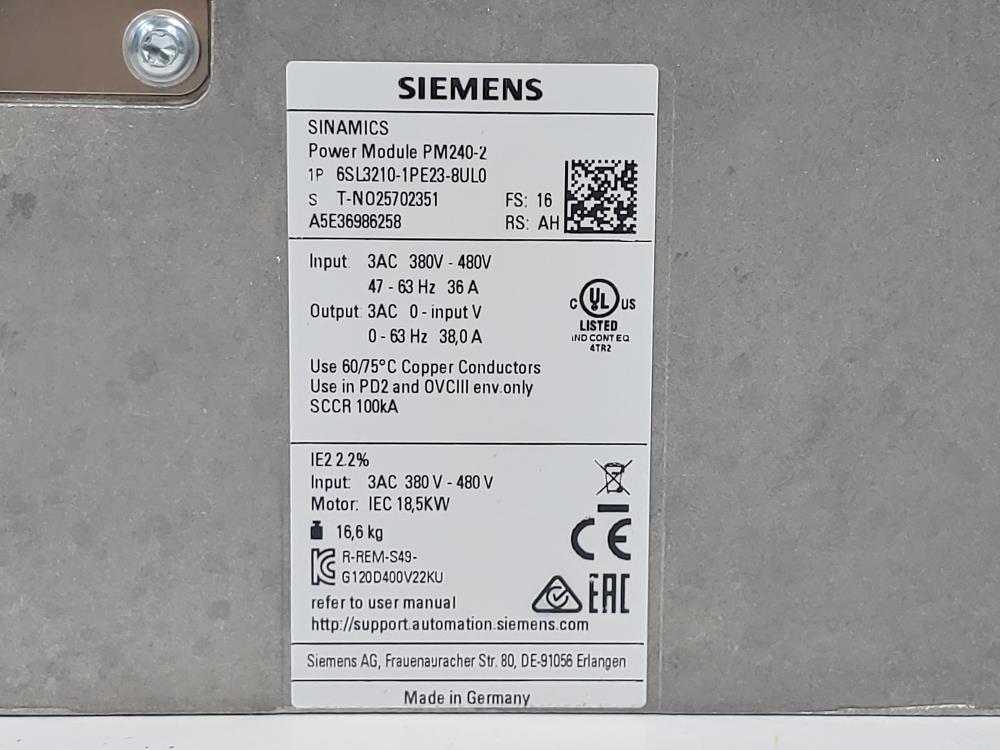 SIEMENS
SINAMICS
Power Module PM240-2
1P 6SL3210-1PE23-8UL0
S T-NO25702351 FS: 16
A5E36986258 RS: AH
Input: 3AC 380V - 480V
47 - 63 Hz 36 A
Output: 3AC 0 - input V
0 - 63 Hz 38,0 A
C UL US
LISTED
IND CONT EQ
4TR2
Use 60/75°C Copper Conductors
Use in PD2 and OVCIII env.only
SCCR 100kA
IE2 2.2%
Input: 3AC 380 V - 480 V
Motor: IEC 18,5KW
16,6 kg
CE
R-REM-S49-
G120D400V22KU
EAC
refer to user manual
http://support.automation.siemens.com
Siemens AG, Frauenauracher Str. 80, DE-91056 Erlangen
Made in Germany